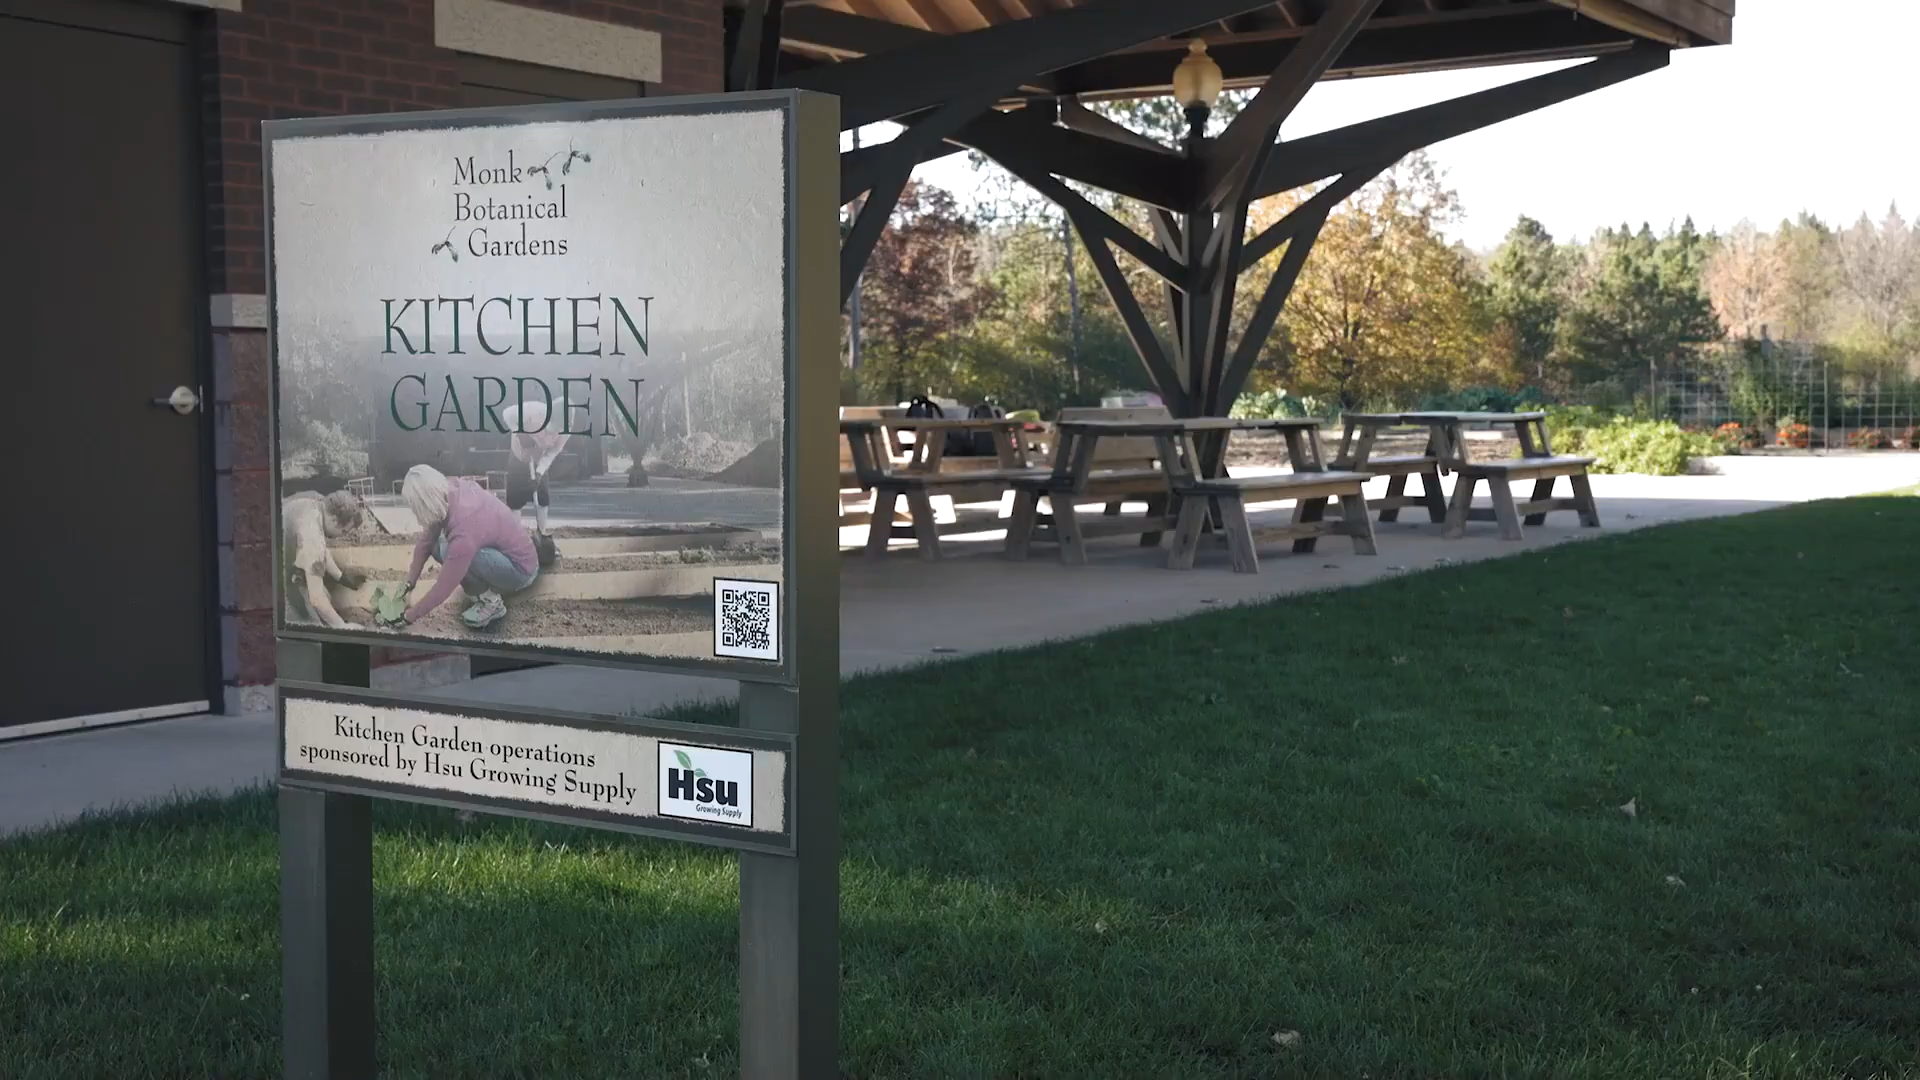 Monk
Botanical
Gardens
KITCHEN
GARDEN
Kitchen Garden operations
sponsored by Hsu Growing Supply
Hsu
Growing Supply